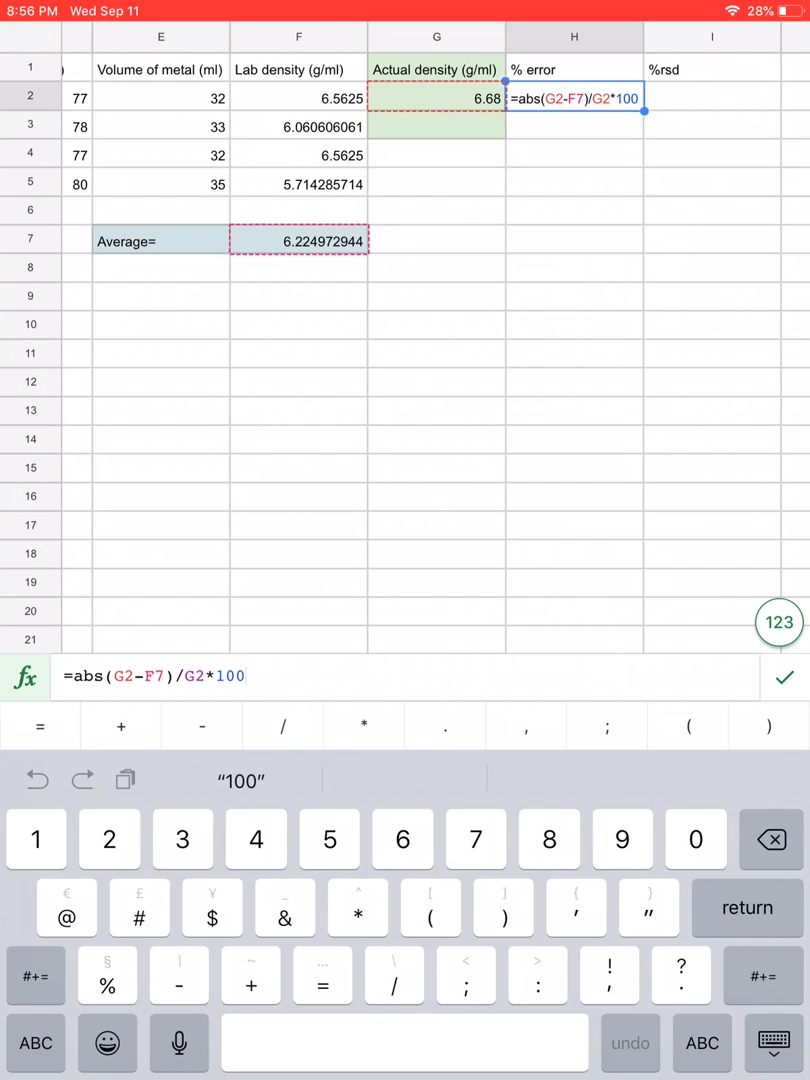 8:56 PM Wed Sep 11 28%
E F G H I
1 ) Volume of metal (ml) Lab density (g/ml) Actual density (g/ml) % error %rsd
2 77 32 6.5625 6.68 =abs(G2-F7)/G2*100
3 78 33 6.060606061
4 77 32 6.5625
5 80 35 5.714285714
6
7 Average= 6.224972944
8
9
10
11
12
13
14
15
16
17
18
19
20
21
123
fx =abs(G2-F7)/G2*100
= + - / * . , ; ( )
“100”
1 2 3 4 5 6 7 8 9 0
€ £ ¥ _ ^ [ ] { }
@ # $ & * ( ) ' " return
§ | ~ … \ < > ! ?
#+= % - + = / ; : , . #+=
ABC undo ABC